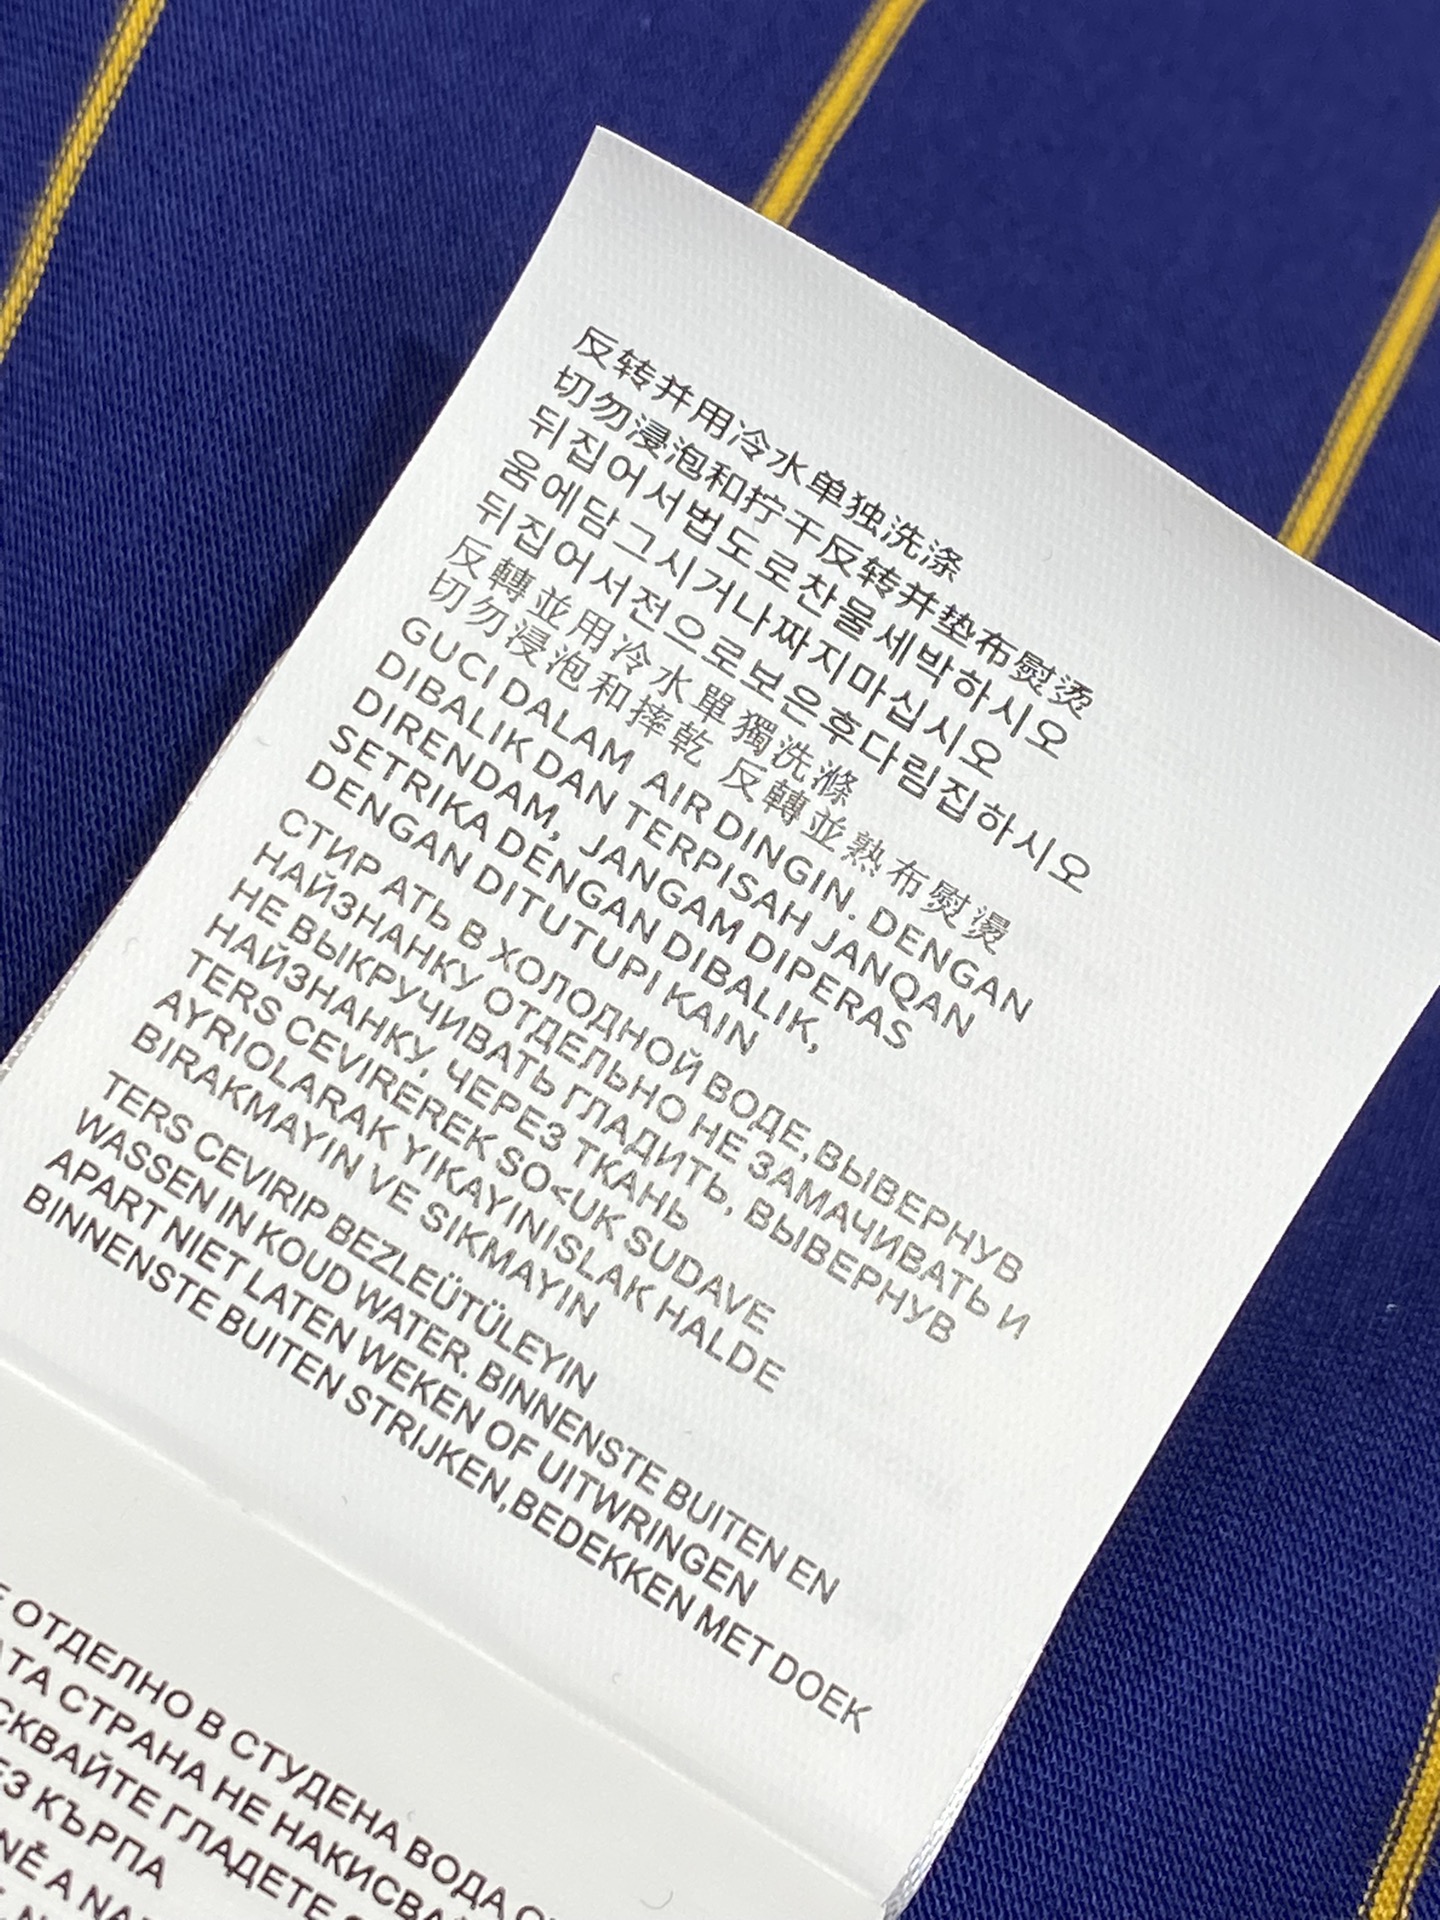 反转并用冷水单独洗涤
切勿浸泡和拧干反转并垫布熨烫
뒤집어서법도로찬물세박하시오
움에담그시거나짜지마십시오
뒤집어서전으로보은후다림집하시오
反轉並用冷水單獨洗滌
切勿浸泡和摔乾 反轉並熟布熨燙
GUCI DALAM AIR DINGIN. DENGAN
DIBALIK DAN TERPISAH JANQAN
DIRENDAM, JANGAM DIPERAS
SETRIKA DENGAN DIBALIK,
DENGAN DITUTUPI KAIN
СТИР АТЬ В ХОЛОДНОЙ ВОДЕ,ВЫВЕРНУВ
НАЙЗНАНКУ ОТДЕЛЬНО НЕ ЗАМАЧИВАТЬ И
НЕ ВЫКРУЧИВАТЬ ГЛАДИТЬ, ВЫВЕРНУВ
НАЙЗНАНКУ, ЧЕРЕЗ ТКАНЬ
TERS CEVIREREK SO<UK SUDAVE
AYRIOLARAK YIKAYINISLAK HALDE
BIRAKMAYIN VE SIKMAYIN
TERS CEVIRIP BEZLEÜTÜLEYIN
WASSEN IN KOUD WATER. BINNENSTE BUITEN EN
APART NIET LATEN WEKEN OF UITWRINGEN
BINNENSTE BUITEN STRIJKEN,BEDEKKEN MET DOEK
ОТДЕЛНО В СТУДЕНА ВОДА
СТРАНА НЕ
ГЛАДЕТЕ
КЪРПА
A